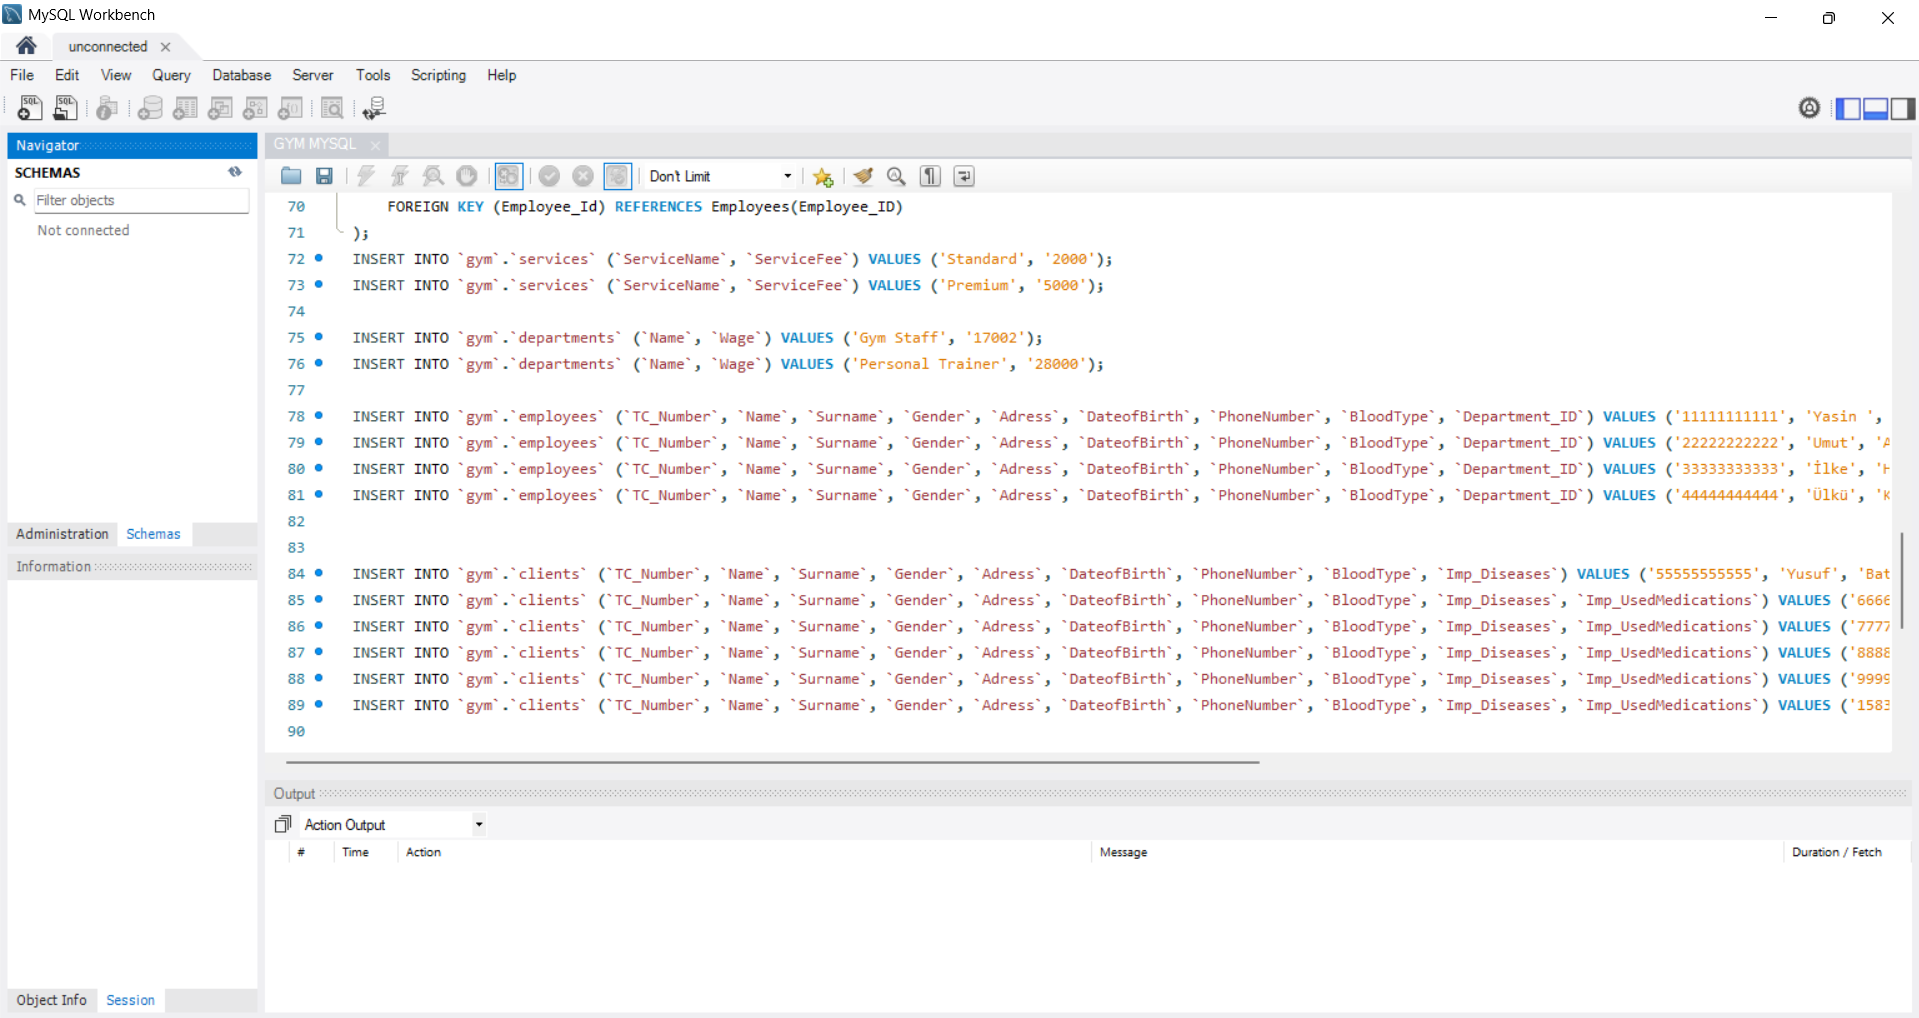 MySQL Workbench
unconnected
File Edit View Query Database Server Tools Scripting Help
Navigator
SCHEMAS
Filter objects
Not connected
Administration Schemas
Information
Object Info Session
GYM MYSQL
Don't Limit
70 FOREIGN KEY (Employee_Id) REFERENCES Employees(Employee_ID)
71 );
72 INSERT INTO `gym`.`services` (`ServiceName`, `ServiceFee`) VALUES ('Standard', '2000');
73 INSERT INTO `gym`.`services` (`ServiceName`, `ServiceFee`) VALUES ('Premium', '5000');
74
75 INSERT INTO `gym`.`departments` (`Name`, `Wage`) VALUES ('Gym Staff', '17002');
76 INSERT INTO `gym`.`departments` (`Name`, `Wage`) VALUES ('Personal Trainer', '28000');
77
78 INSERT INTO `gym`.`employees` (`TC_Number`, `Name`, `Surname`, `Gender`, `Adress`, `DateofBirth`, `PhoneNumber`, `BloodType`, `Department_ID`) VALUES ('11111111111', 'Yasin ',
79 INSERT INTO `gym`.`employees` (`TC_Number`, `Name`, `Surname`, `Gender`, `Adress`, `DateofBirth`, `PhoneNumber`, `BloodType`, `Department_ID`) VALUES ('22222222222', 'Umut', 'A
80 INSERT INTO `gym`.`employees` (`TC_Number`, `Name`, `Surname`, `Gender`, `Adress`, `DateofBirth`, `PhoneNumber`, `BloodType`, `Department_ID`) VALUES ('33333333333', 'İlke', 'H
81 INSERT INTO `gym`.`employees` (`TC_Number`, `Name`, `Surname`, `Gender`, `Adress`, `DateofBirth`, `PhoneNumber`, `BloodType`, `Department_ID`) VALUES ('44444444444', 'Ülkü', 'K
82
83
84 INSERT INTO `gym`.`clients` (`TC_Number`, `Name`, `Surname`, `Gender`, `Adress`, `DateofBirth`, `PhoneNumber`, `BloodType`, `Imp_Diseases`) VALUES ('55555555555', 'Yusuf', 'Bat
85 INSERT INTO `gym`.`clients` (`TC_Number`, `Name`, `Surname`, `Gender`, `Adress`, `DateofBirth`, `PhoneNumber`, `BloodType`, `Imp_Diseases`, `Imp_UsedMedications`) VALUES ('6666
86 INSERT INTO `gym`.`clients` (`TC_Number`, `Name`, `Surname`, `Gender`, `Adress`, `DateofBirth`, `PhoneNumber`, `BloodType`, `Imp_Diseases`, `Imp_UsedMedications`) VALUES ('7777
87 INSERT INTO `gym`.`clients` (`TC_Number`, `Name`, `Surname`, `Gender`, `Adress`, `DateofBirth`, `PhoneNumber`, `BloodType`, `Imp_Diseases`, `Imp_UsedMedications`) VALUES ('8888
88 INSERT INTO `gym`.`clients` (`TC_Number`, `Name`, `Surname`, `Gender`, `Adress`, `DateofBirth`, `PhoneNumber`, `BloodType`, `Imp_Diseases`, `Imp_UsedMedications`) VALUES ('9999
89 INSERT INTO `gym`.`clients` (`TC_Number`, `Name`, `Surname`, `Gender`, `Adress`, `DateofBirth`, `PhoneNumber`, `BloodType`, `Imp_Diseases`, `Imp_UsedMedications`) VALUES ('1583
90
Output
Action Output
# Time Action Message Duration / Fetch